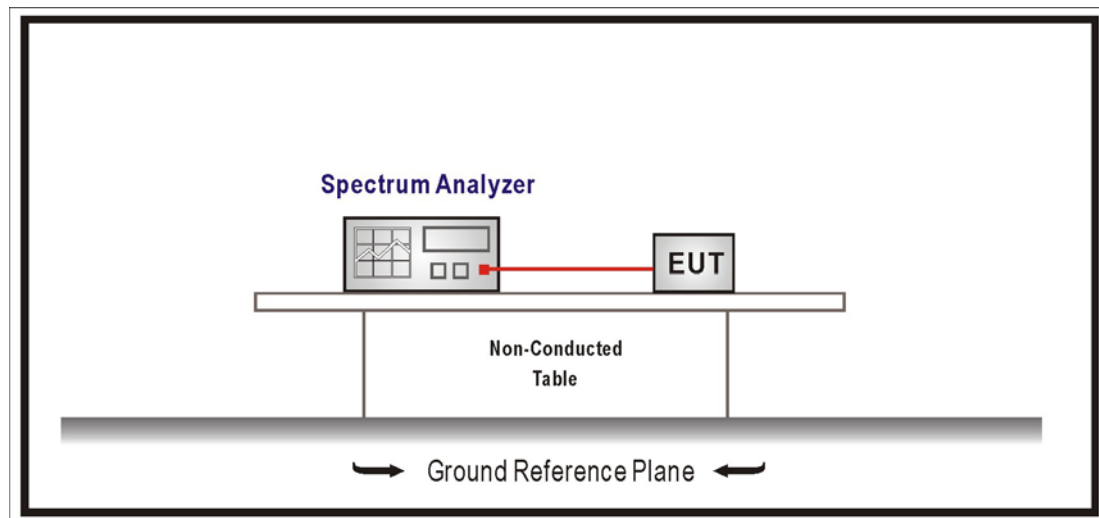 Spectrum Analyzer
EUT
Non-Conducted
Table
Ground Reference Plane